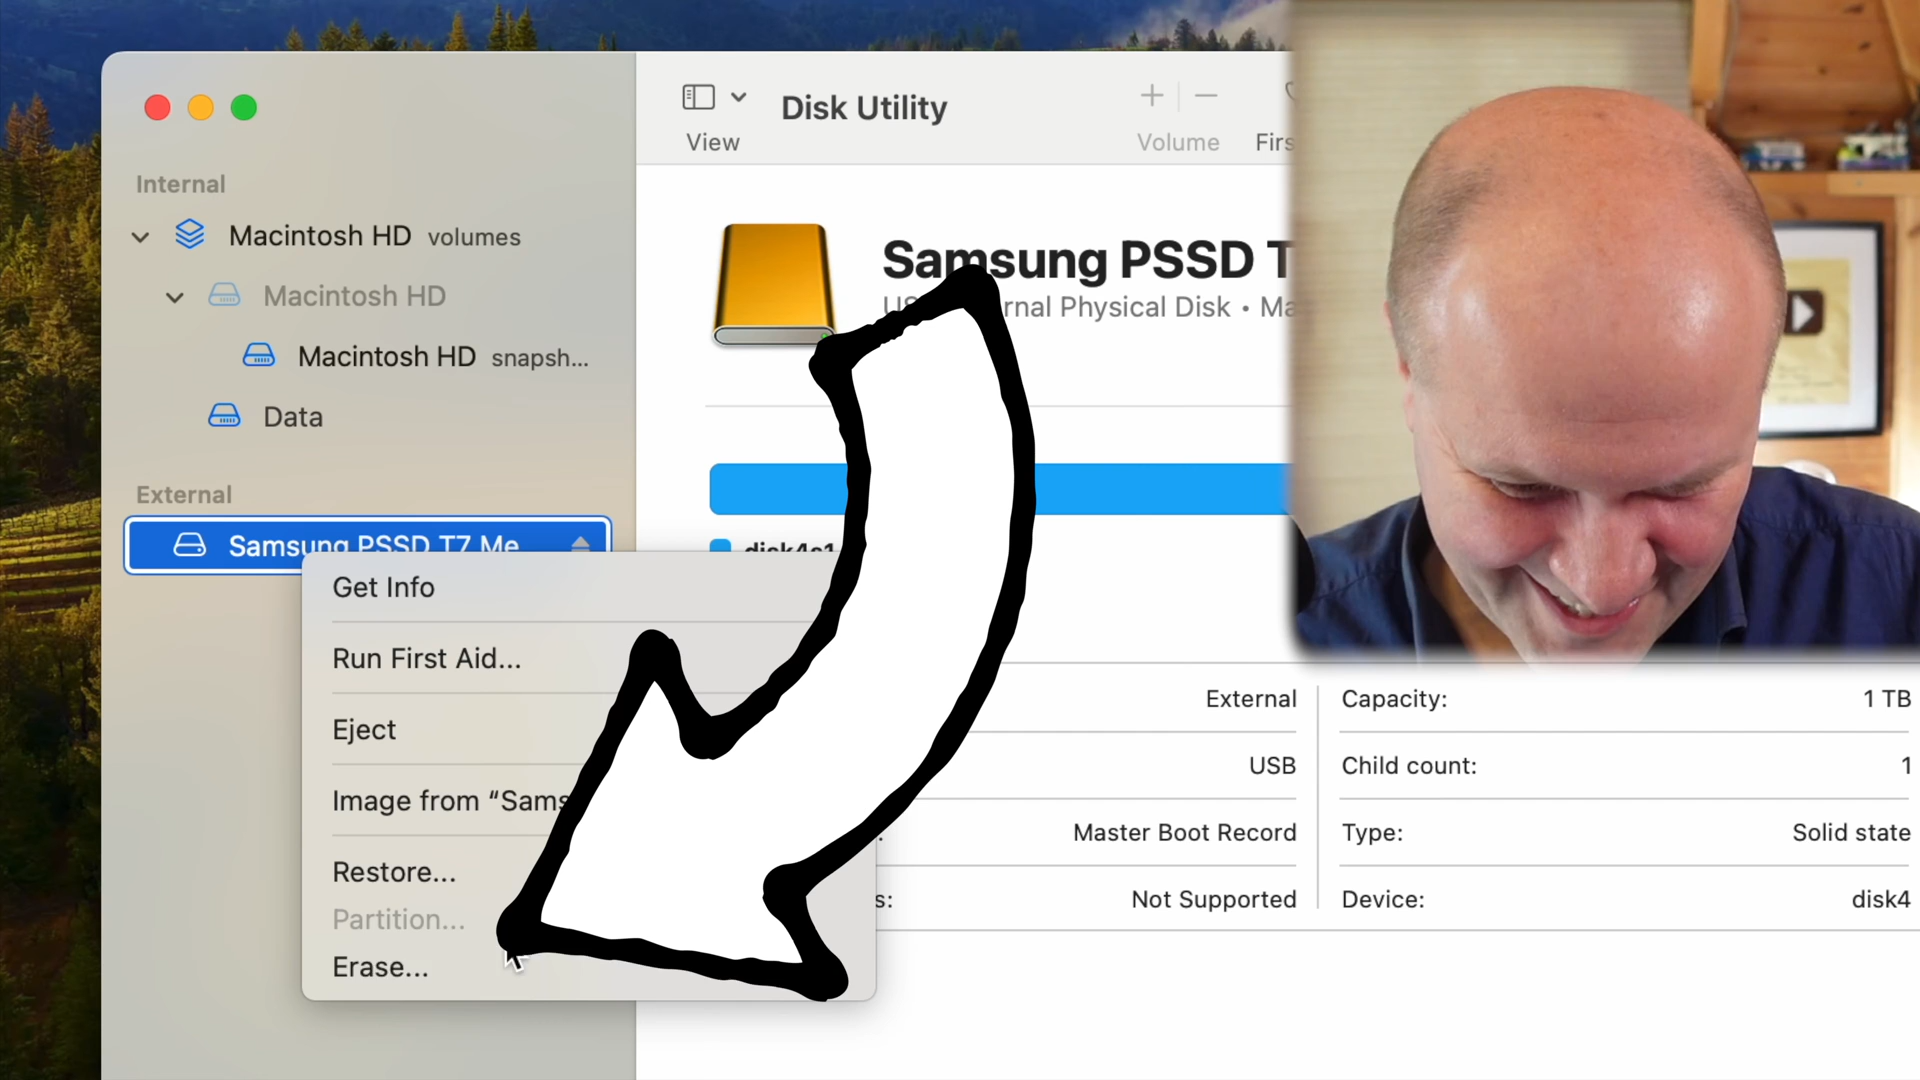 Disk Utility
View
Volume
Firs
Internal
Macintosh HD volumes
Macintosh HD
Macintosh HD snapsh...
Data
External
Samsung PSSD T7 Me...
Samsung PSSD T
rnal Physical Disk • Ma
Get Info
Run First Aid...
Eject
Image from “Sams
Restore...
Partition...
Erase...
External
USB
Master Boot Record
s: Not Supported
Capacity: 1 TB
Child count: 1
Type: Solid state
Device: disk4